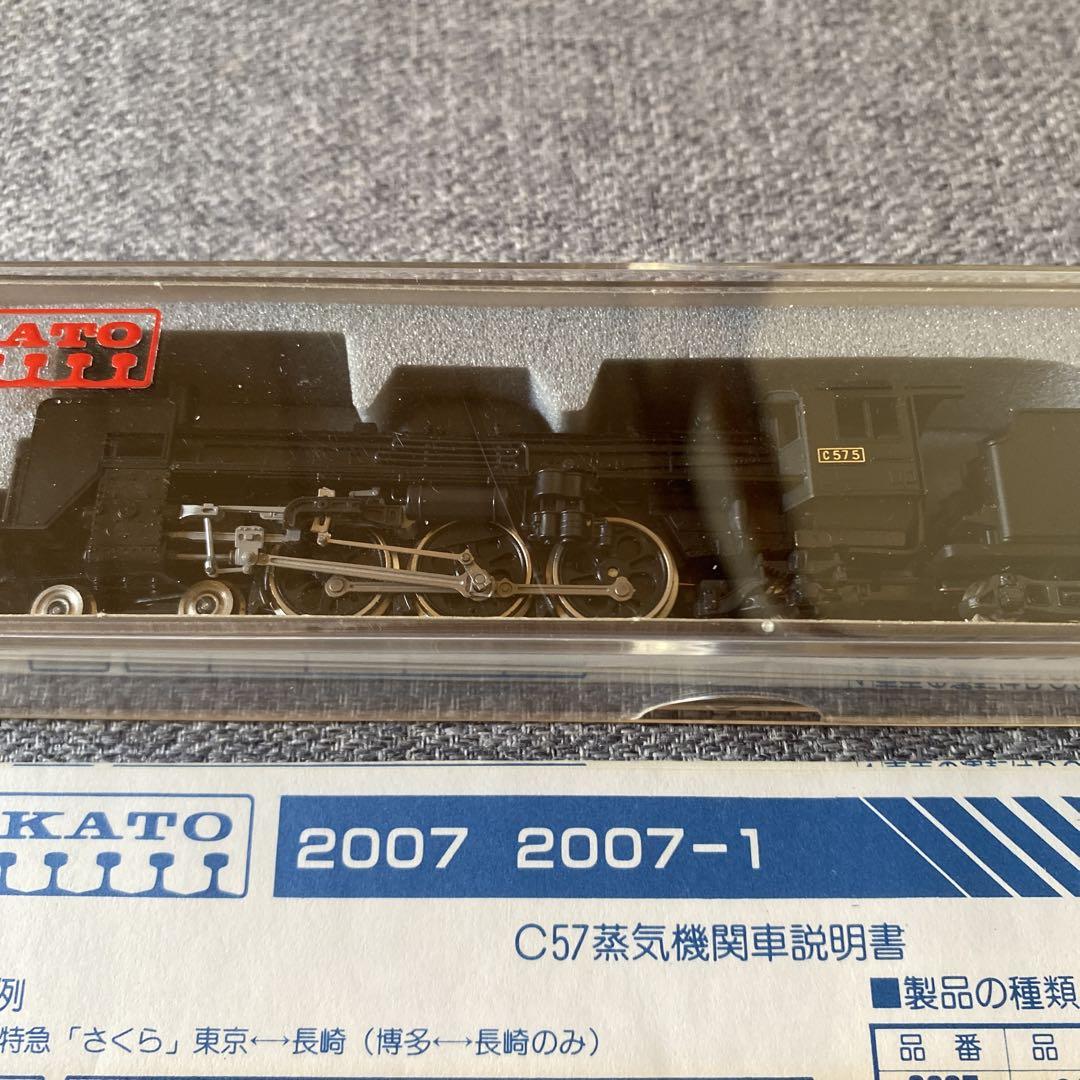 KATO
C575
KATO
2007 2007-1
C57蒸気機関車説明書
例
■製品の種類
特急「さくら」東京↔長崎（博多↔長崎のみ）
品番 品